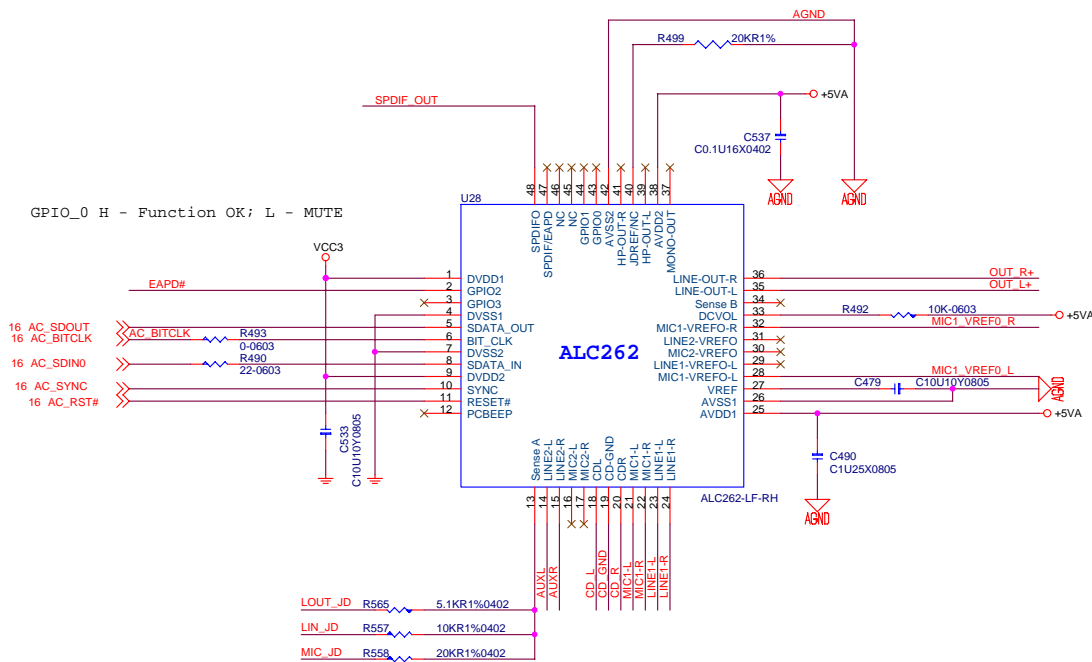 AGND
R499 20KR1%
SPDIF_OUT
+5VA
C537
C0.1U16X0402
AGND AGND
GPIO_0 H - Function OK; L - MUTE
U28
48 47 46 45 44 43 42 41 40 39 38 37
SPDIFO
SPDIF/EAPD
NC
NC
GPIO1
GPIO0
AVSS2
HP-OUT-R
JDREF/NC
HP-OUT-L
AVDD2
MONO-OUT
VCC3
1 DVDD1
EAPD# 2 GPIO2
3 GPIO3
4 DVSS1
16 AC_SDOUT 5 SDATA_OUT
16 AC_BITCLK AC_BITCLK R493 6 BIT_CLK
0-0603 7 DVSS2
16 AC_SDIN0 R490 8 SDATA_IN
22-0603 9 DVDD2
16 AC_SYNC 10 SYNC
16 AC_RST# 11 RESET#
12 PCBEEP
C533
C10U10Y0805
ALC262
LINE-OUT-R 36 OUT_R+
LINE-OUT-L 35 OUT_L+
Sense B 34
DCVOL 33 R492 10K-0603 +5VA
MIC1-VREFO-R 32 MIC1_VREF0_R
LINE2-VREFO 31
MIC2-VREFO 30
LINE1-VREFO-L 29
MIC1-VREFO-L 28 MIC1_VREF0_L
VREF 27 C479 C10U10Y0805
AVSS1 26 AGND
AVDD1 25 +5VA
C490
C1U25X0805
AGND
Sense A
LINE2-L
LINE2-R
MIC2-L
MIC2-R
CDL
CD-GND
CDR
MIC1-L
MIC1-R
LINE1-L
LINE1-R
ALC262-LF-RH
13 14 15 16 17 18 19 20 21 22 23 24
AUXL
AUXR
CD_L
CD_GND
CD_R
MIC1-L
MIC1-R
LINE1-L
LINE1-R
LOUT_JD R565 5.1KR1%0402
LIN_JD R557 10KR1%0402
MIC_JD R558 20KR1%0402